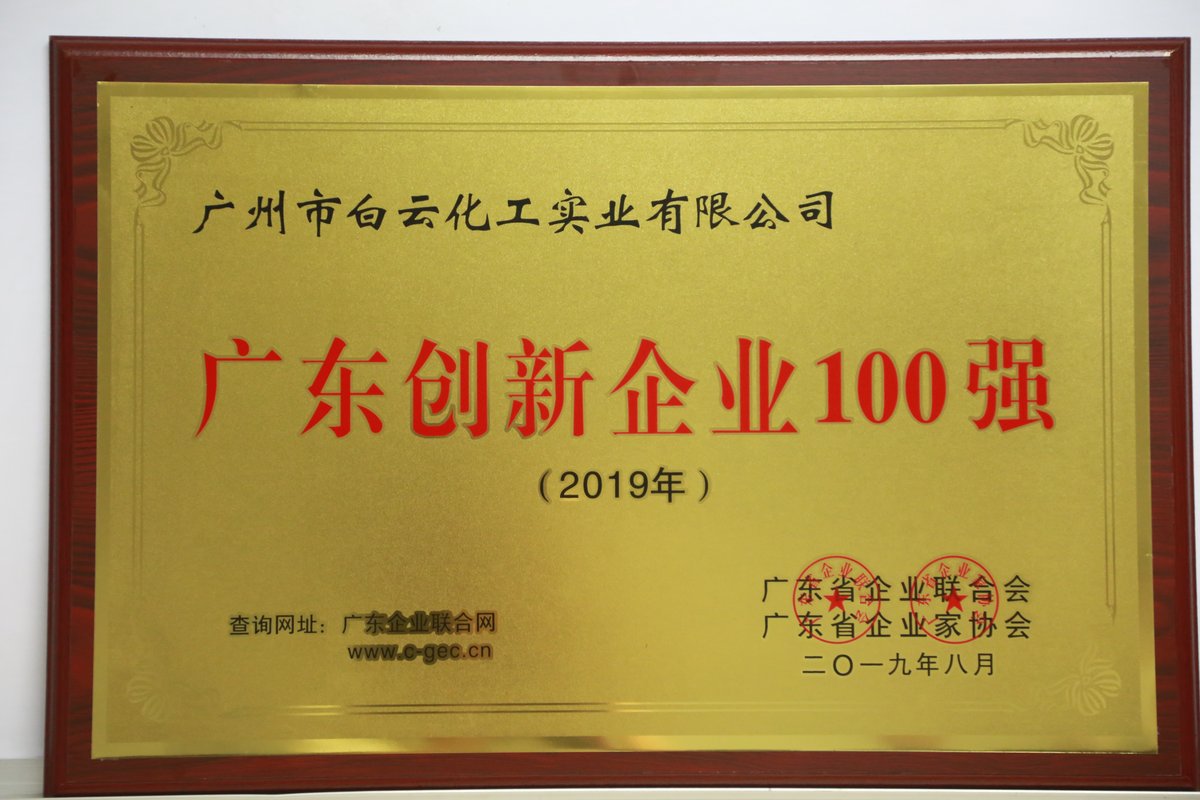 广州市白云化工实业有限公司
广东创新企业100强
（2019年）
查询网址：广东企业联合网
www.c-gec.cn
广东省企业联合会
广东省企业家协会
二〇一九年八月